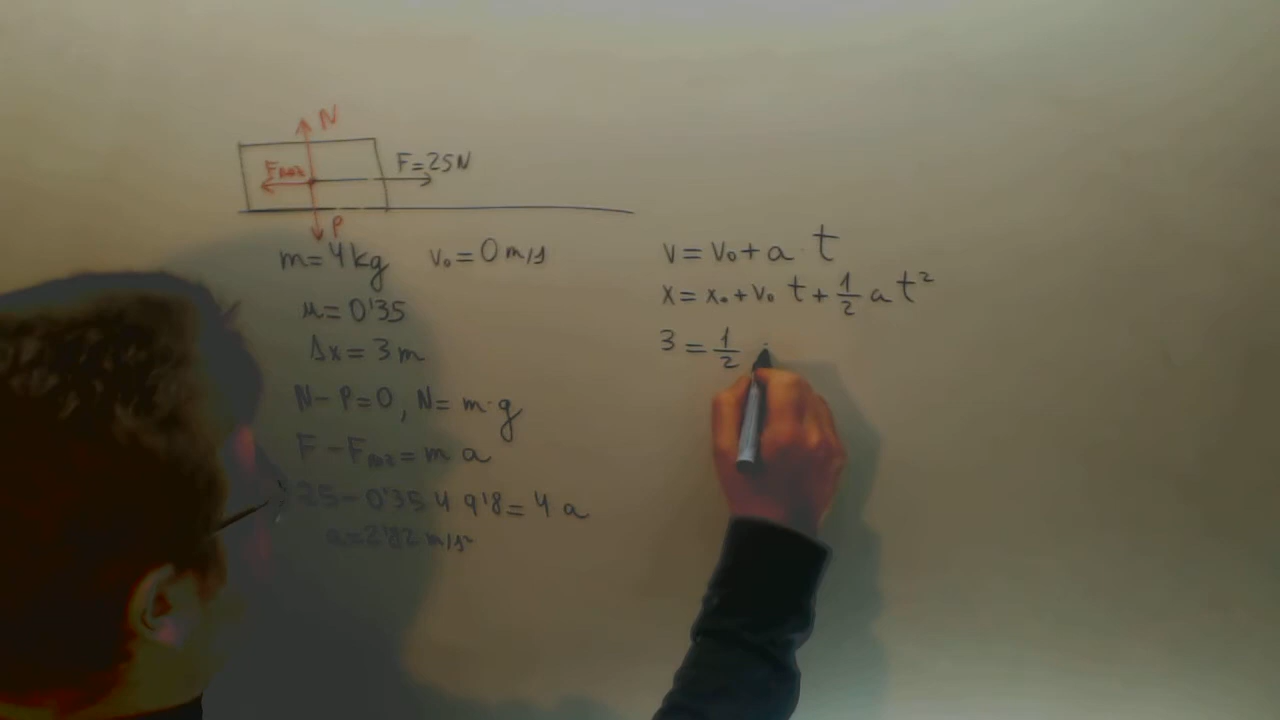 N
Froz F=25N
P
m=4kg v₀=0m/s
μ=0'35
Δx=3m
N-P=0, N=m·g
F-Froz=m a
25-0'35 4 9'8=4 a
a=2'82 m/s²
v=v₀+a·t
x=x₀+v₀ t+½ a t²
3=½